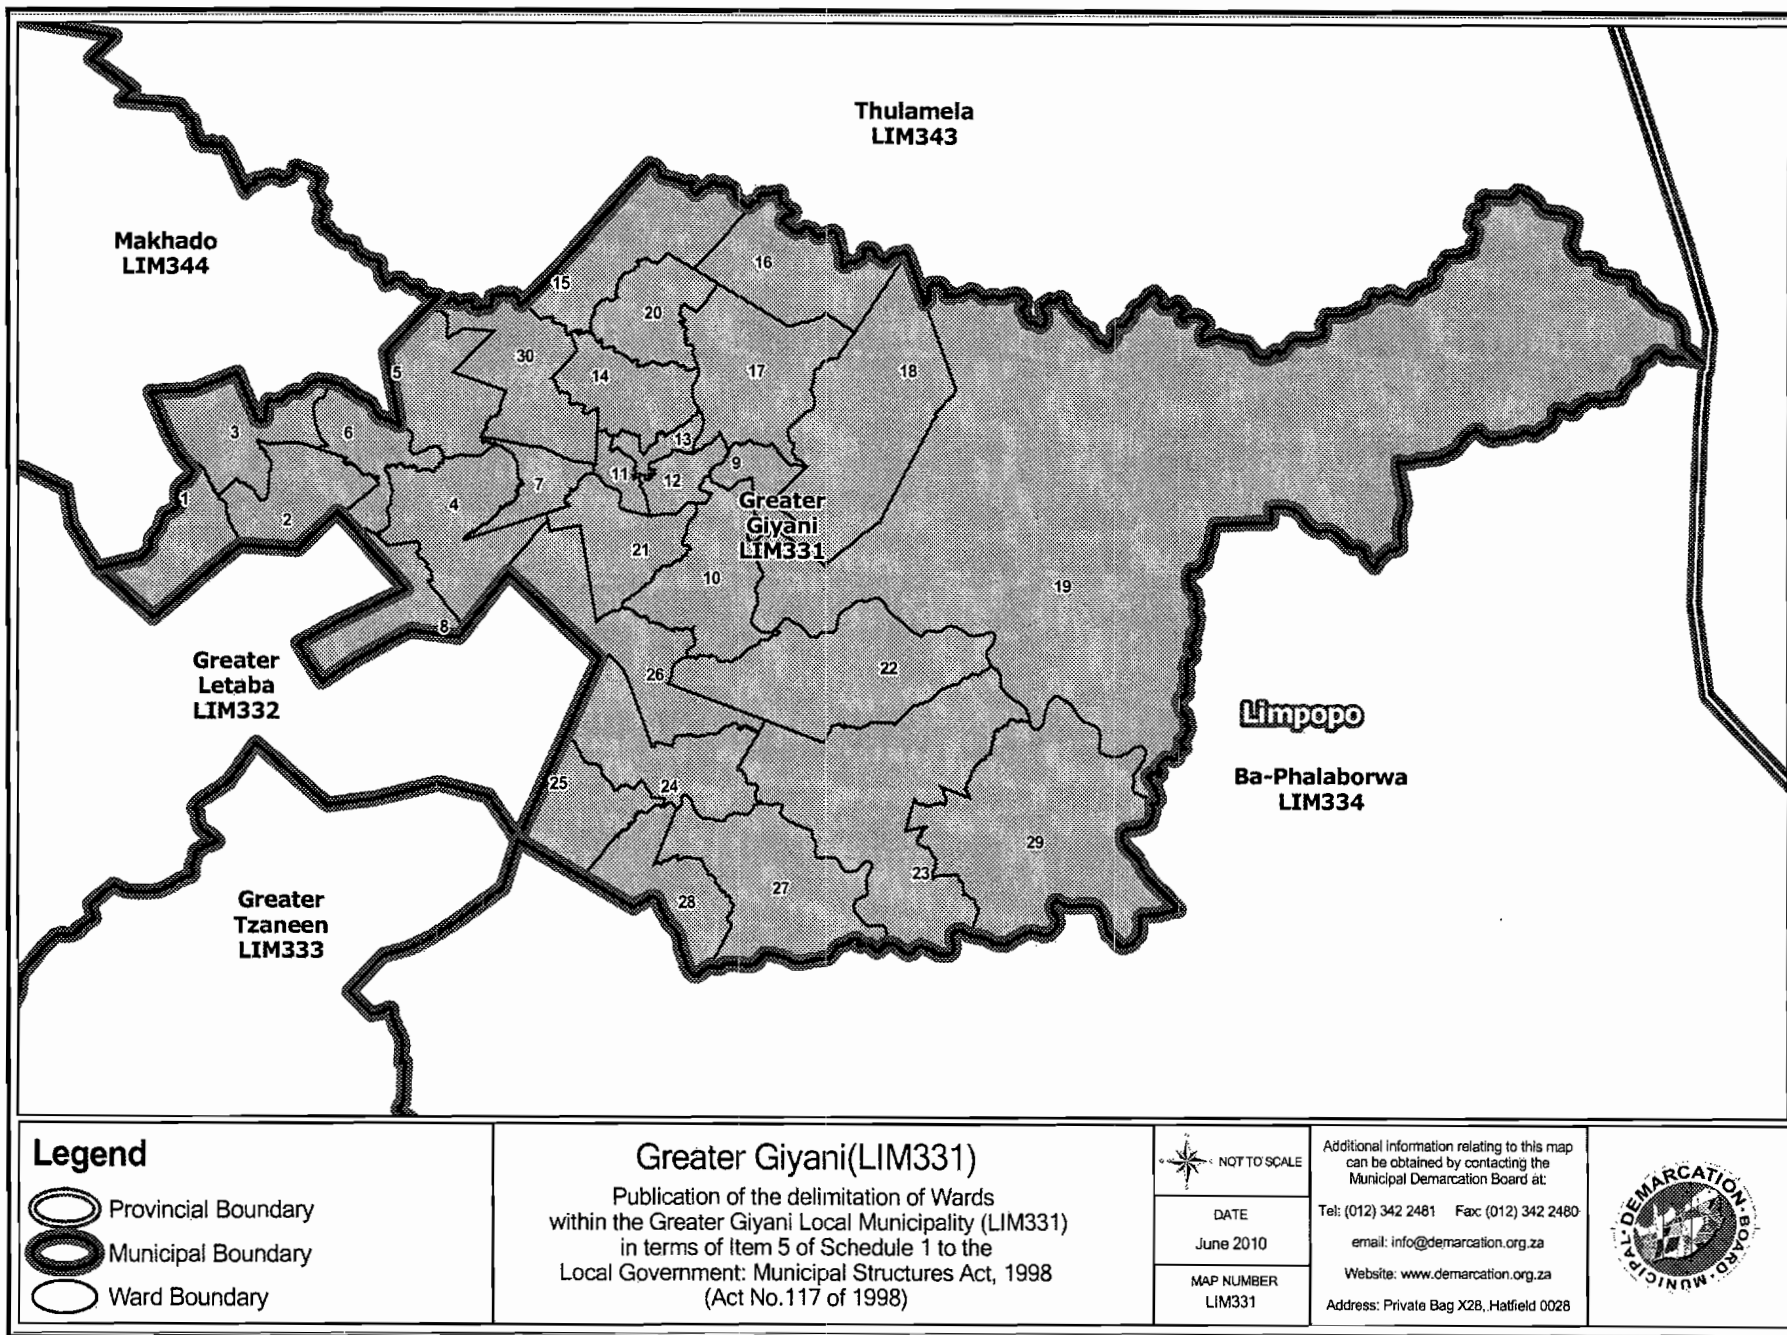 Thulamela
LIM343
Makhado
LIM344
16
15
20
30
14
17
18
5
3
6
13
11
12
9
7
1
2
4
Greater
Giyani
LIM331
21
10
19
8
Greater
Letaba
LIM332
26
22
Limpopo
Ba-Phalaborwa
LIM334
25
24
29
23
27
28
Greater
Tzaneen
LIM333
Legend
Provincial Boundary
Municipal Boundary
Ward Boundary
Greater Giyani(LIM331)
Publication of the delimitation of Wards
within the Greater Giyani Local Municipality (LIM331)
in terms of Item 5 of Schedule 1 to the
Local Government: Municipal Structures Act, 1998
(Act No.117 of 1998)
NOT TO SCALE
DATE
June 2010
MAP NUMBER
LIM331
Additional information relating to this map
can be obtained by contacting the
Municipal Demarcation Board at:
Tel: (012) 342 2481 Fax: (012) 342 2480
email: info@demarcation.org.za
Website: www.demarcation.org.za
Address: Private Bag X28, Hatfield 0028
MUNICIPAL DEMARCATION BOARD